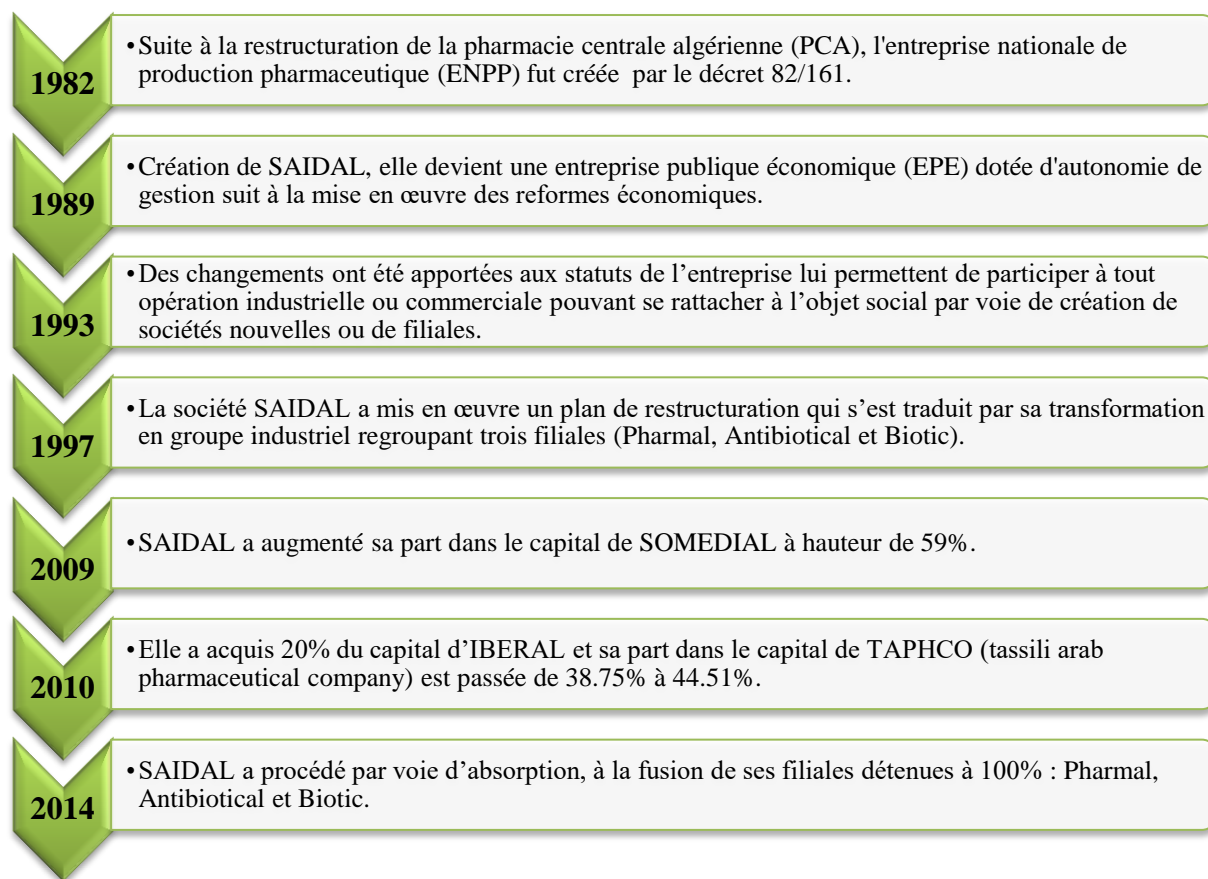 1982
•Suite à la restructuration de la pharmacie centrale algérienne (PCA), l'entreprise nationale de
production pharmaceutique (ENPP) fut créée  par le décret 82/161.
1989
•Création de SAIDAL, elle devient une entreprise publique économique (EPE) dotée d'autonomie de
gestion suit à la mise en œuvre des reformes économiques.
1993
•Des changements ont été apportées aux statuts de l’entreprise lui permettent de participer à tout
opération industrielle ou commerciale pouvant se rattacher à l’objet social par voie de création de
sociétés nouvelles ou de filiales.
1997
•La société SAIDAL a mis en œuvre un plan de restructuration qui s’est traduit par sa transformation
en groupe industriel regroupant trois filiales (Pharmal, Antibiotical et Biotic).
2009
•SAIDAL a augmenté sa part dans le capital de SOMEDIAL à hauteur de 59%.
2010
•Elle a acquis 20% du capital d’IBERAL et sa part dans le capital de TAPHCO (tassili arab
pharmaceutical company) est passée de 38.75% à 44.51%.
2014
•SAIDAL a procédé par voie d’absorption, à la fusion de ses filiales détenues à 100% : Pharmal,
Antibiotical et Biotic.